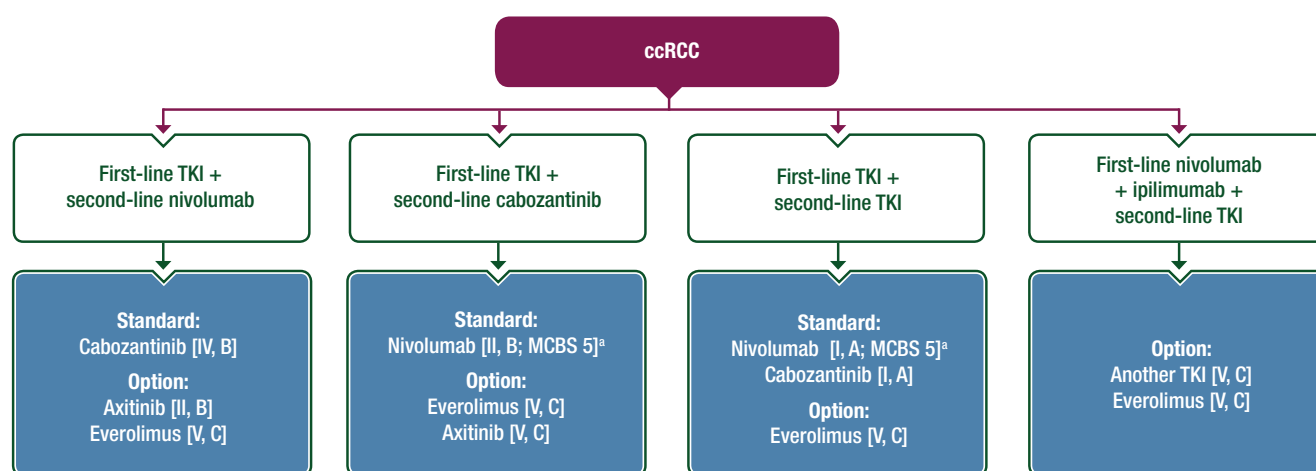 ccRCC
First-line TKI +
second-line nivolumab
First-line TKI +
second-line cabozantinib
First-line TKI +
second-line TKI
First-line nivolumab
+ ipilimumab +
second-line TKI
Standard:
Cabozantinib [IV, B]
Option:
Axitinib [II, B]
Everolimus [V, C]
Standard:
Nivolumab [II, B; MCBS 5]ᵃ
Option:
Everolimus [V, C]
Axitinib [V, C]
Standard:
Nivolumab [I, A; MCBS 5]ᵃ
Cabozantinib [I, A]
Option:
Everolimus [V, C]
Option:
Another TKI [V, C]
Everolimus [V, C]